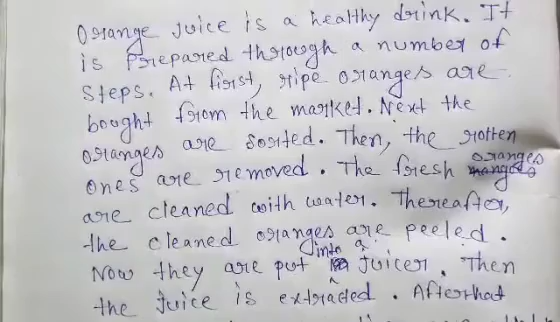 Orange juice is a healthy drink. It
is prepared through a number of
steps. At first, ripe oranges are
bought from the market. Next the
oranges are sorted. Then, the rotten
ones are removed. The fresh oranges
are cleaned with water. Thereafter,
the cleaned oranges are peeled.
Now they are put into a juicer. Then
the juice is extracted. Afterthat